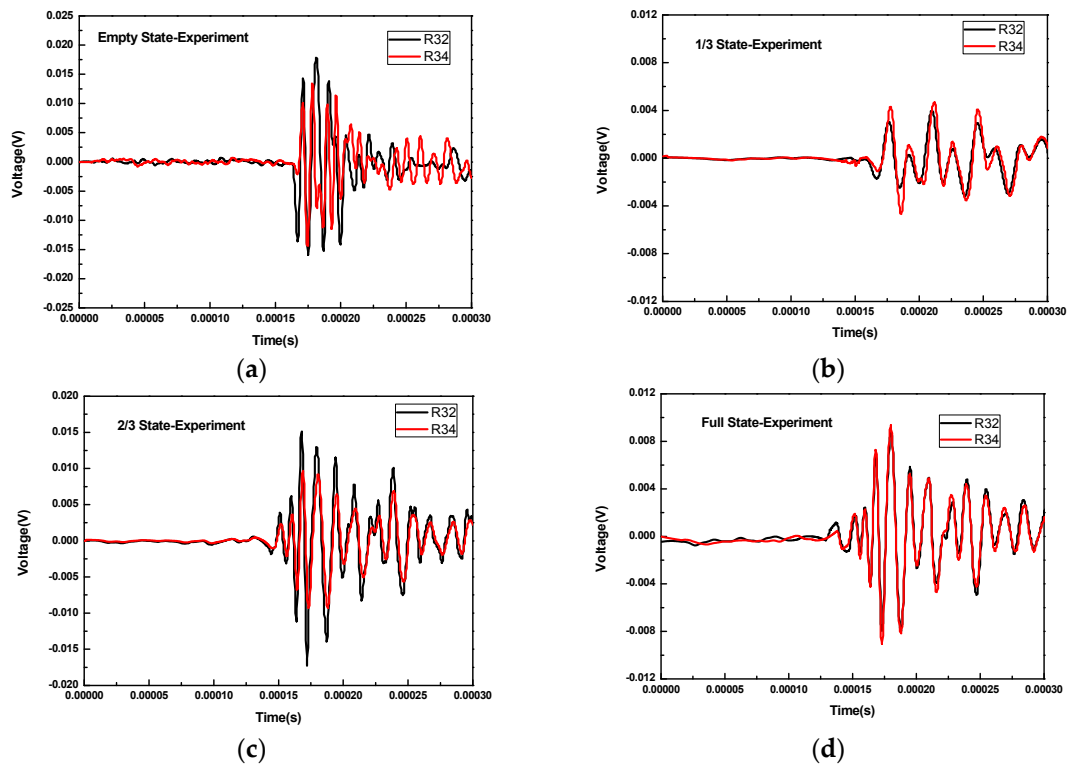 Empty State-Experiment
R32
R34
0.025
0.020
0.015
0.010
0.005
0.000
-0.005
-0.010
-0.015
-0.020
-0.025
Voltage(V)
0.00000 0.00005 0.00010 0.00015 0.00020 0.00025 0.00030
Time(s)
(a)
1/3 State-Experiment
R32
R34
0.012
0.008
0.004
0.000
-0.004
-0.008
-0.012
Voltage(V)
0.00000 0.00005 0.00010 0.00015 0.00020 0.00025 0.00030
Time(s)
(b)
2/3 State-Experiment
R32
R34
0.020
0.015
0.010
0.005
0.000
-0.005
-0.010
-0.015
-0.020
Voltage(V)
0.00000 0.00005 0.00010 0.00015 0.00020 0.00025 0.00030
Time(s)
(c)
Full State-Experiment
R32
R34
0.012
0.008
0.004
0.000
-0.004
-0.008
-0.012
Voltage(V)
0.00000 0.00005 0.00010 0.00015 0.00020 0.00025 0.00030
Time(s)
(d)